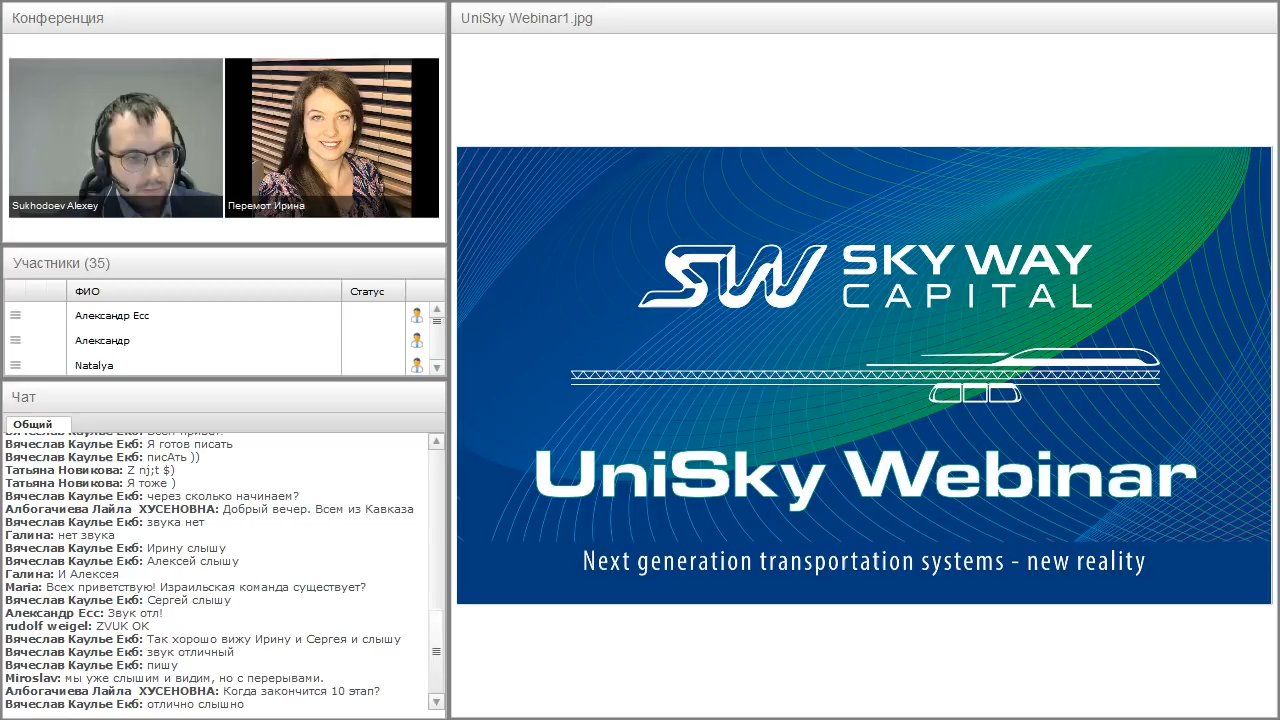 Конференция
Sukhodoev Alexey
Перемот Ирина
Участники (35)
ФИО
Статус
Александр Есс
Александр
Natalya
Чат
Общий
Вячеслав Каулье Екб: Всем привет!
Вячеслав Каулье Екб: Я готов писать
Вячеслав Каулье Екб: писАть ))
Татьяна Новикова: Z nj;t $)
Татьяна Новикова: Я тоже )
Вячеслав Каулье Екб: через сколько начинаем?
Албогачиева Лайла ХУСЕНОВНА: Добрый вечер. Всем из Кавказа
Вячеслав Каулье Екб: звука нет
Галина: нет звука
Вячеслав Каулье Екб: Ирину слышу
Вячеслав Каулье Екб: Алексей слышу
Галина: И Алексея
Maria: Всех приветствую! Израильская команда существует?
Вячеслав Каулье Екб: Сергей слышу
Александр Есс: Звук отл!
rudolf weigel: ZVUK OK
Вячеслав Каулье Екб: Так хорошо вижу Ирину и Сергея и слышу
Вячеслав Каулье Екб: звук отличный
Вячеслав Каулье Екб: пишу
Miroslav: мы уже слышим и видим, но с перерывами.
Албогачиева Лайла ХУСЕНОВНА: Когда закончится 10 этап?
Вячеслав Каулье Екб: отлично слышно
UniSky Webinar1.jpg
SW SKY WAY
CAPITAL
UniSky Webinar
Next generation transportation systems - new reality